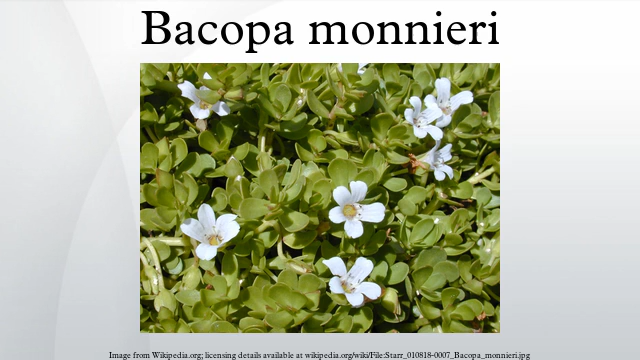 Bacopa monnieri
Image from Wikipedia.org; licensing details available at wikipedia.org/wiki/File:Starr_010818-0007_Bacopa_monnieri.jpg